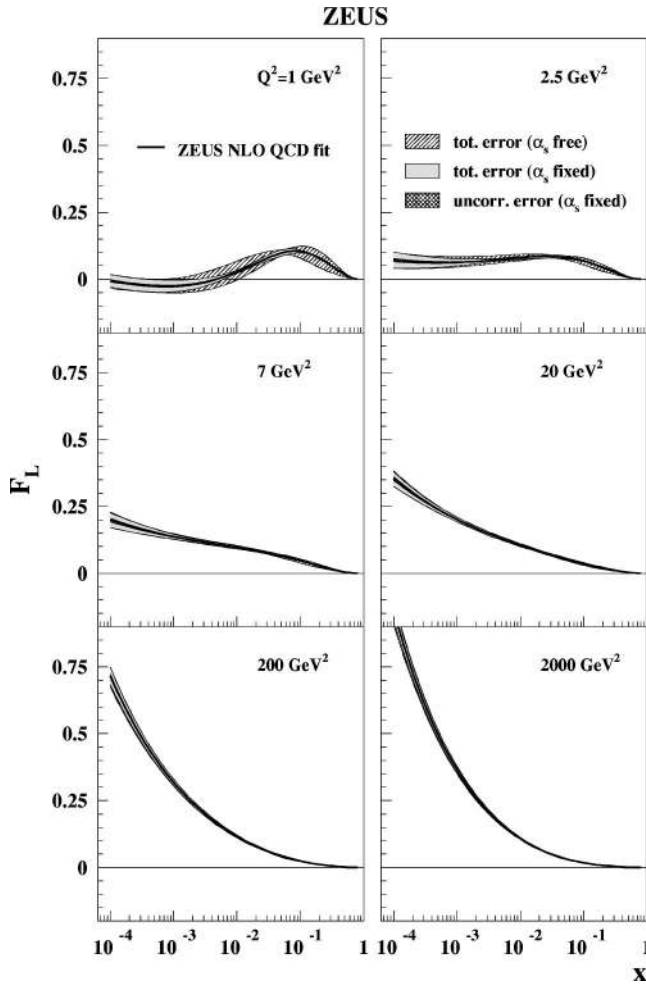 ZEUS
Q²=1 GeV²
2.5 GeV²
ZEUS NLO QCD fit
tot. error (αₛ free)
tot. error (αₛ fixed)
uncorr. error (αₛ fixed)
0.75
0.5
0.25
0
7 GeV²
20 GeV²
0.75
0.5
0.25
0
F_L
200 GeV²
2000 GeV²
0.75
0.5
0.25
0
10⁻⁴ 10⁻³ 10⁻² 10⁻¹ 1
10⁻⁴ 10⁻³ 10⁻² 10⁻¹ 1
x